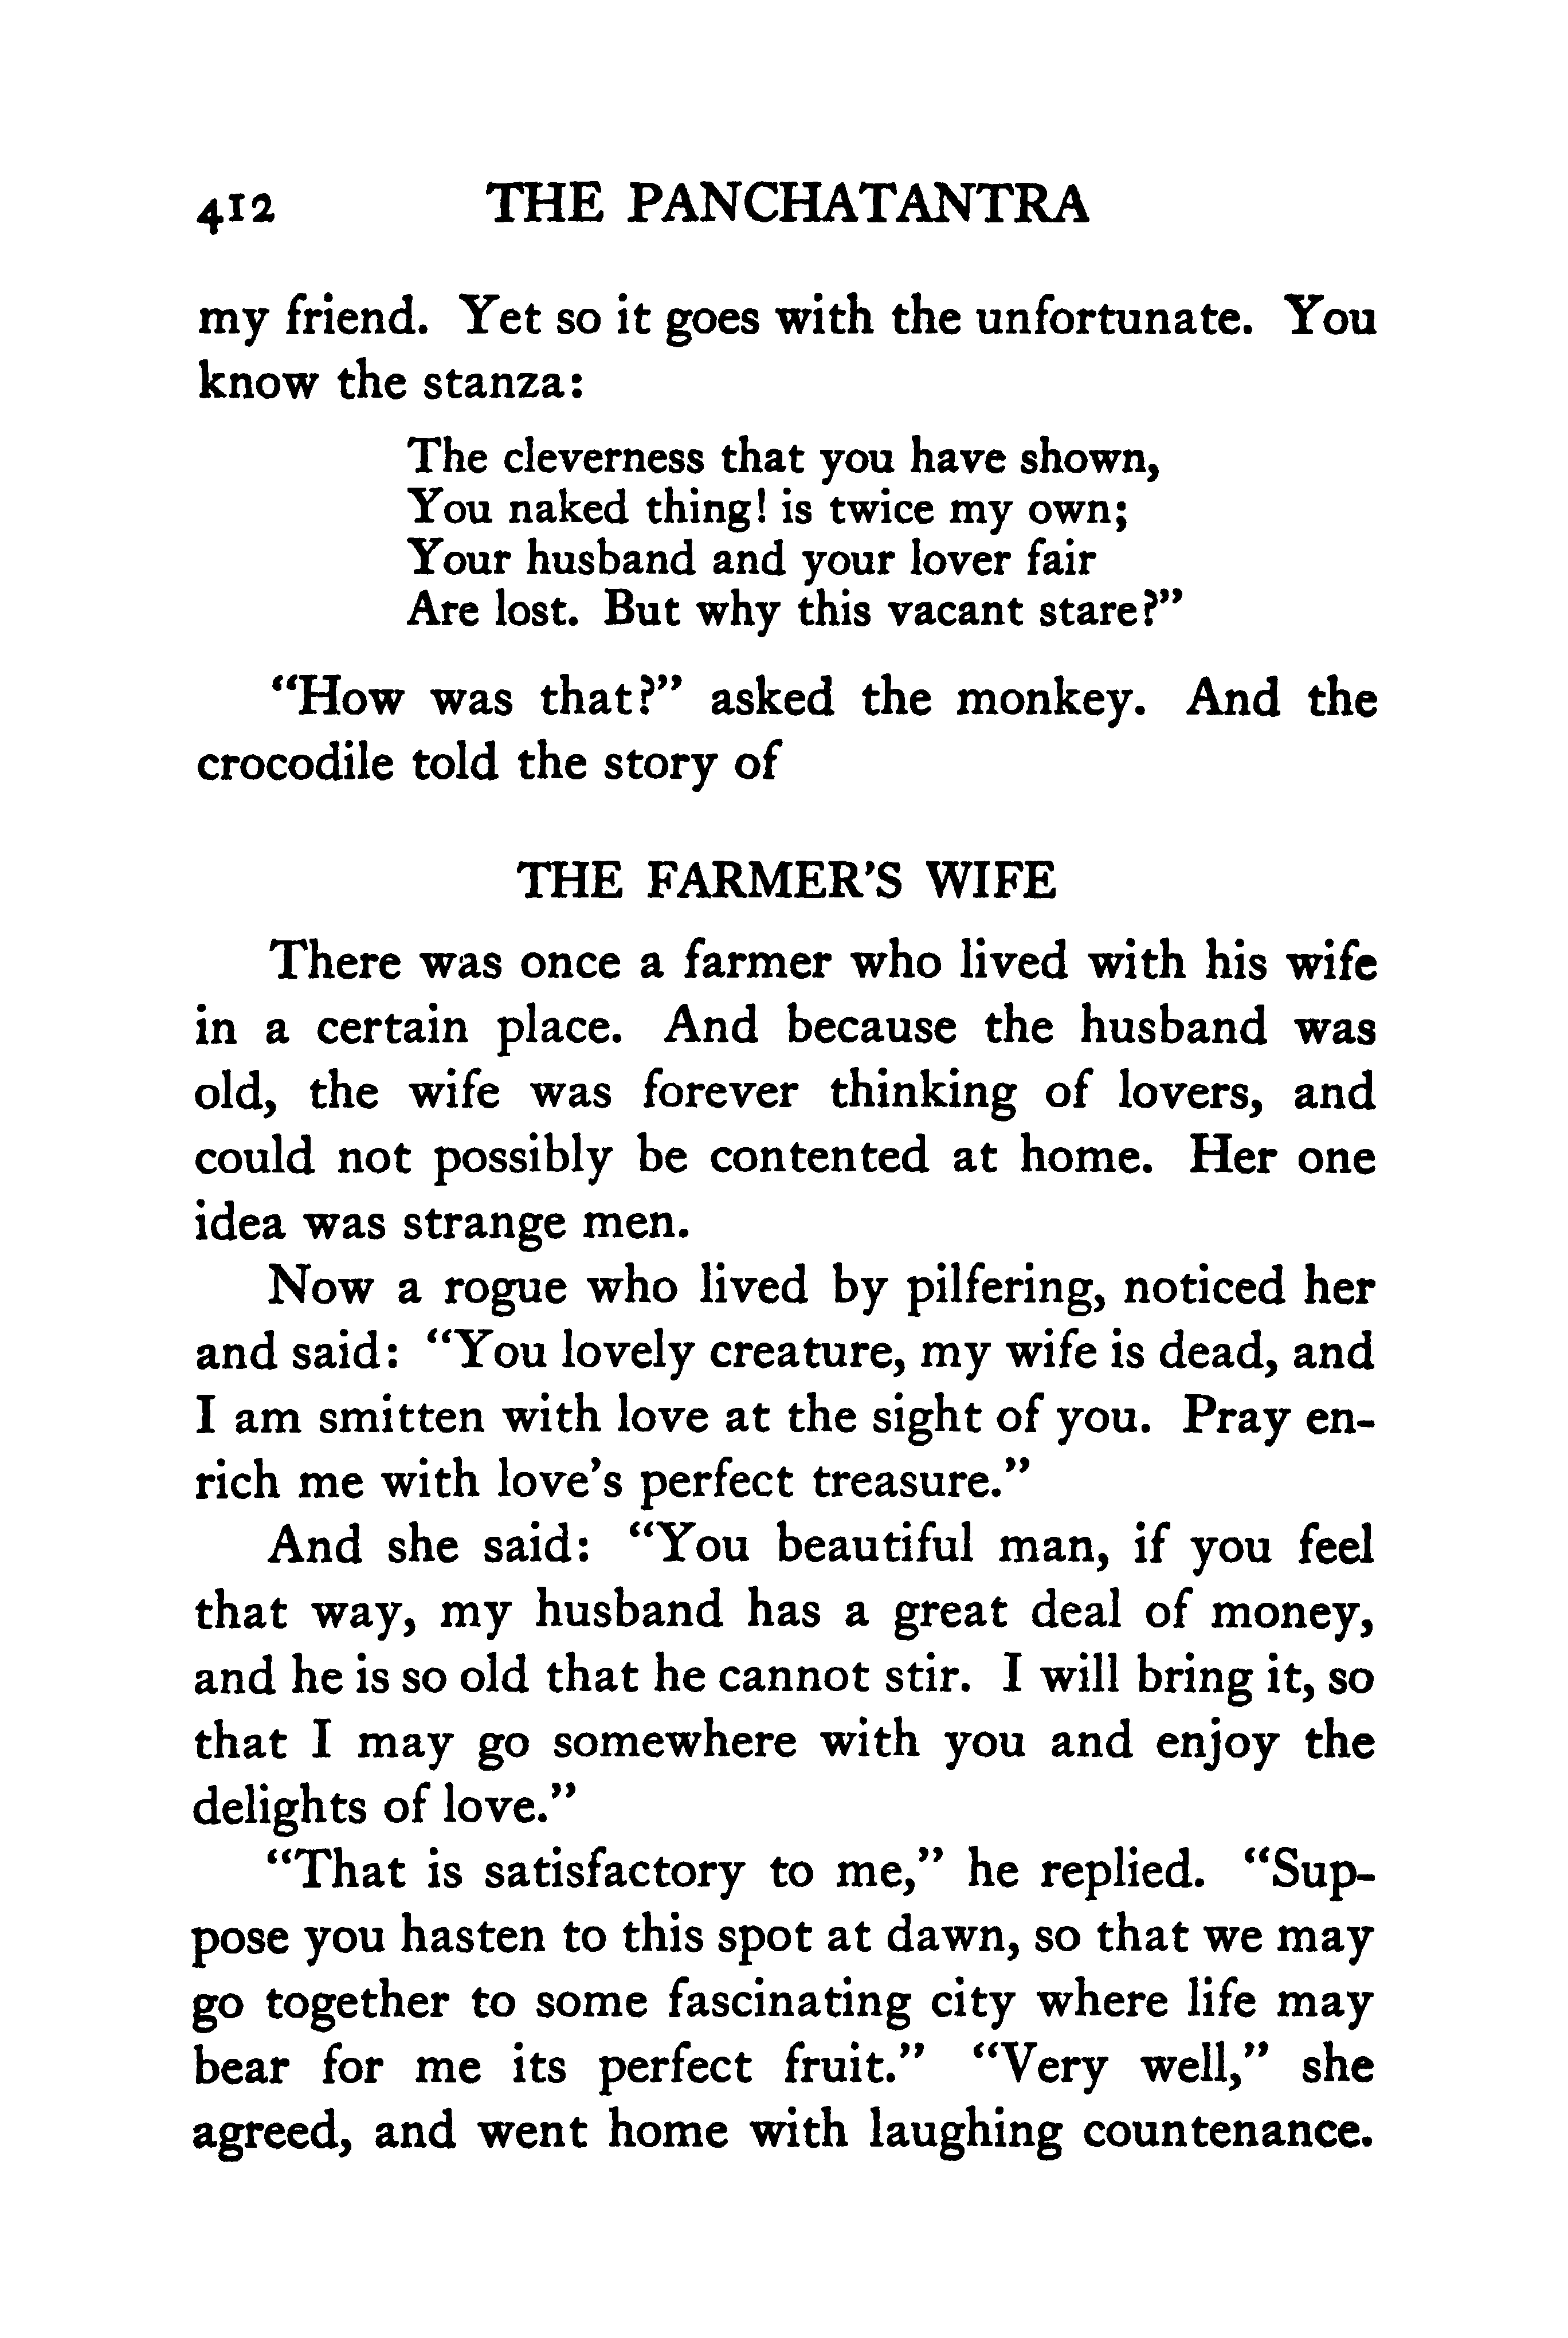 412 THE PANCHATANTRA
my friend. Yet so it goes with the unfortunate. You
know the stanza:
The cleverness that you have shown,
You naked thing! is twice my own;
Your husband and your lover fair
Are lost. But why this vacant stare?”
“How was that?” asked the monkey. And the
crocodile told the story of
THE FARMER’S WIFE
There was once a farmer who lived with his wife
in a certain place. And because the husband was
old, the wife was forever thinking of lovers, and
could not possibly be contented at home. Her one
idea was strange men.
Now a rogue who lived by pilfering, noticed her
and said: “You lovely creature, my wife is dead, and
I am smitten with love at the sight of you. Pray en-
rich me with love’s perfect treasure.”
And she said: “You beautiful man, if you feel
that way, my husband has a great deal of money,
and he is so old that he cannot stir. I will bring it, so
that I may go somewhere with you and enjoy the
delights of love.”
“That is satisfactory to me,” he replied. “Sup-
pose you hasten to this spot at dawn, so that we may
go together to some fascinating city where life may
bear for me its perfect fruit.” “Very well,” she
agreed, and went home with laughing countenance.